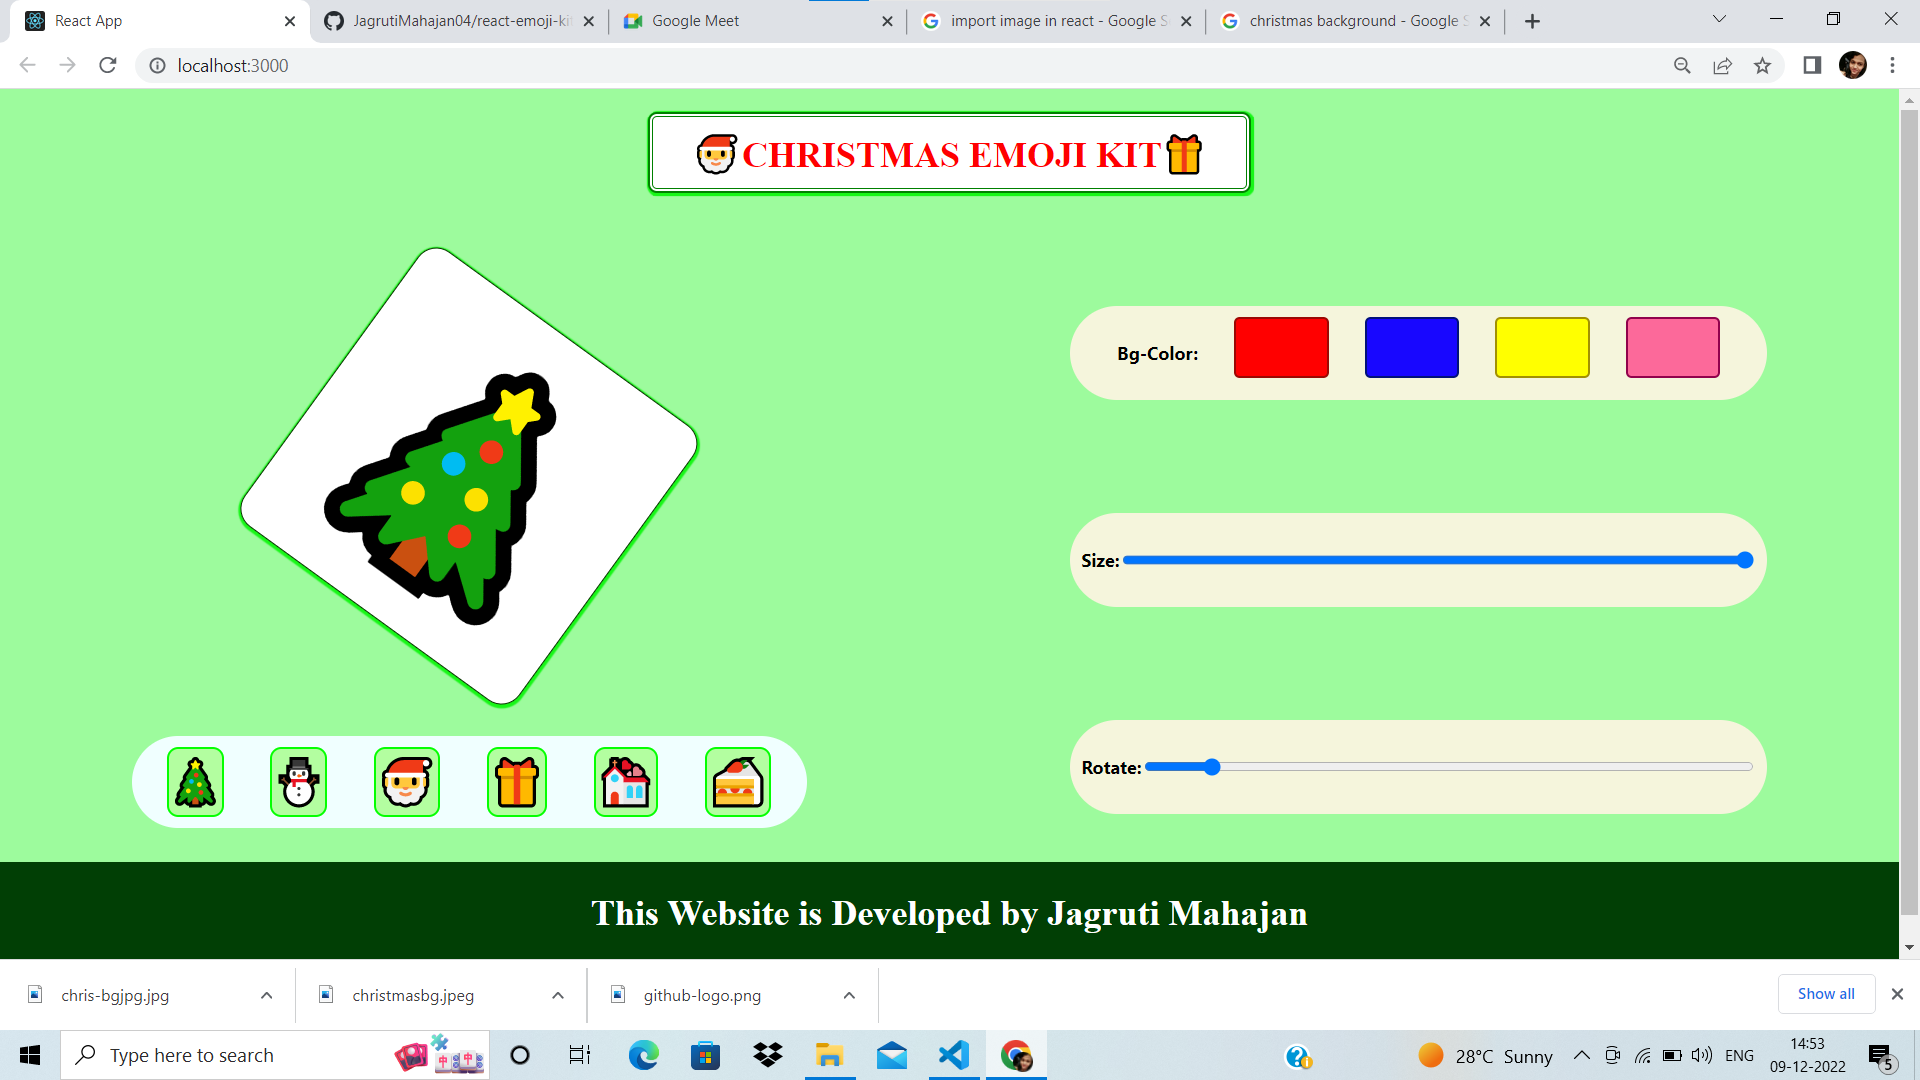 React App
JagrutiMahajan04/react-emoji-ki
Google Meet
import image in react - Google S
christmas background - Google S
localhost:3000
CHRISTMAS EMOJI KIT
Bg-Color:
Size:
Rotate:
This Website is Developed by Jagruti Mahajan
chris-bgjpg.jpg
christmasbg.jpeg
github-logo.png
Show all
Type here to search
28°C Sunny
ENG
14:53
09-12-2022
5